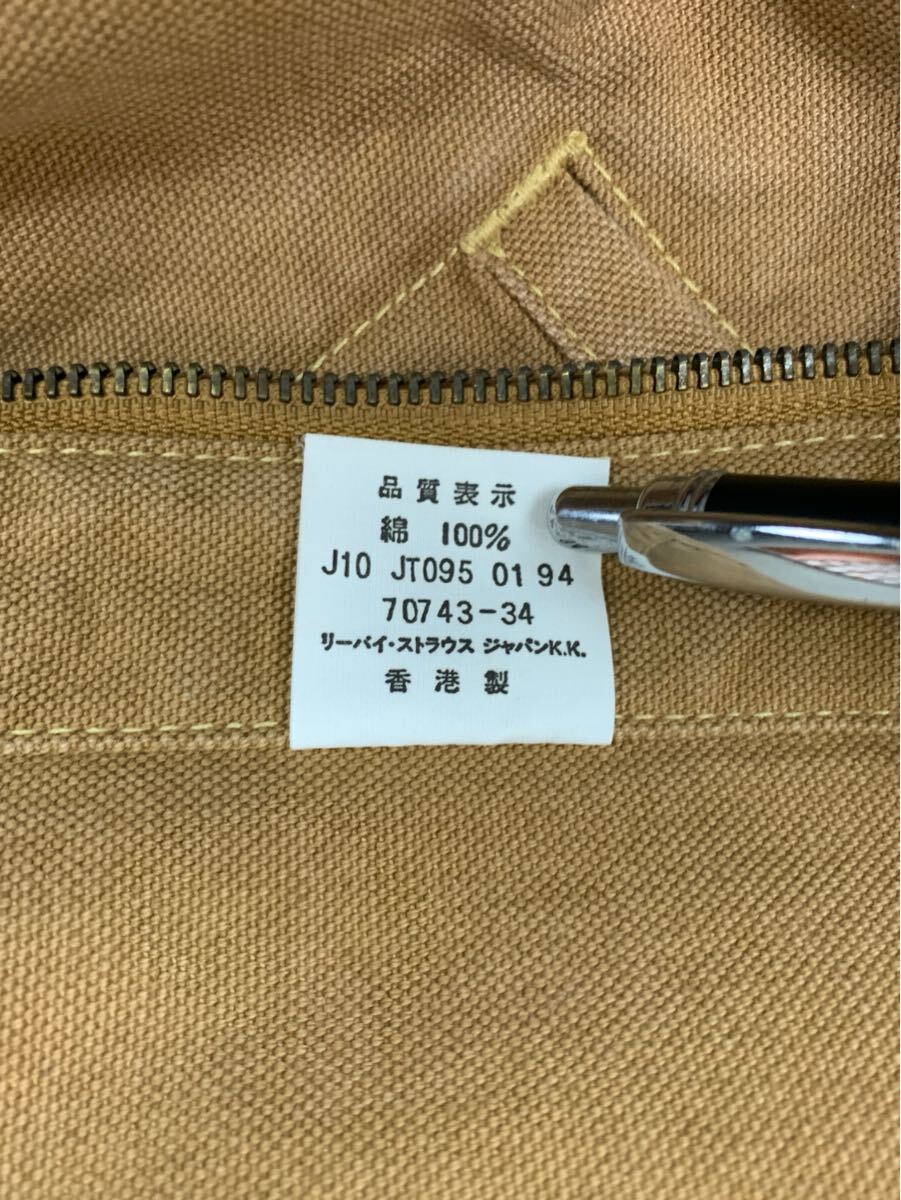 品質表示
綿 100%
J10 JT095 01 94
70743-34
リーバイ・ストラウス ジャパンK.K.
香港製